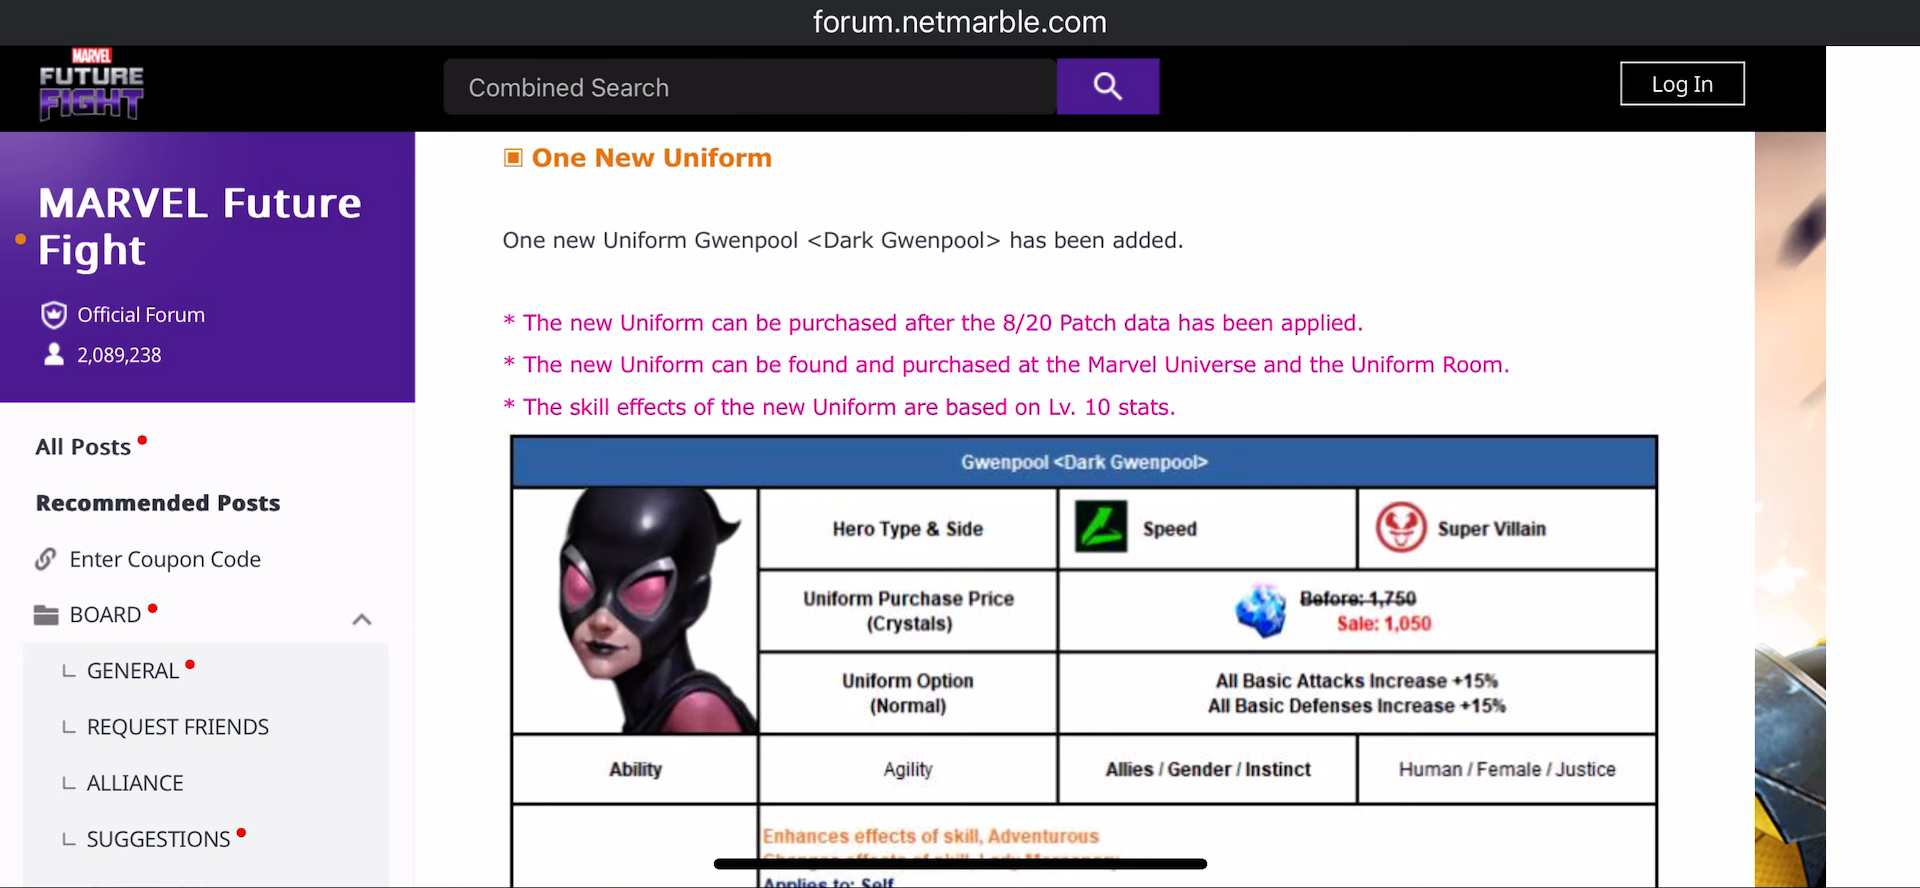 forum.netmarble.com
MARVEL
FUTURE
FIGHT
Combined Search
Log In
MARVEL Future
Fight
Official Forum
2,089,238
All Posts
Recommended Posts
Enter Coupon Code
BOARD
GENERAL
REQUEST FRIENDS
ALLIANCE
SUGGESTIONS
▣ One New Uniform
One new Uniform Gwenpool <Dark Gwenpool> has been added.
* The new Uniform can be purchased after the 8/20 Patch data has been applied.
* The new Uniform can be found and purchased at the Marvel Universe and the Uniform Room.
* The skill effects of the new Uniform are based on Lv. 10 stats.
Gwenpool <Dark Gwenpool>
Hero Type & Side
Speed
Super Villain
Uniform Purchase Price
(Crystals)
Before: 1,750
Sale: 1,050
Uniform Option
(Normal)
All Basic Attacks Increase +15%
All Basic Defenses Increase +15%
Ability
Agility
Allies / Gender / Instinct
Human / Female / Justice
Enhances effects of skill, Adventurous
Applies to: Self